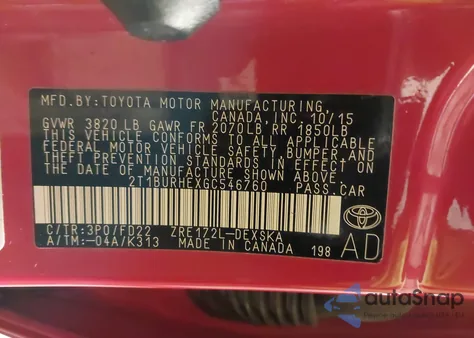 MFD.BY:TOYOTA MOTOR MANUFACTURING,
CANADA, INC. 10/15
GVWR 3820 LB GAWR FR 2070LB RR 1850LB
THIS VEHICLE CONFORMS TO ALL APPLICABLE
FEDERAL MOTOR VEHICLE SAFETY, BUMPER, AND
THEFT PREVENTION STANDARDS IN EFFECT ON
THE DATE OF MANUFACTURE SHOWN ABOVE.
2T1BURHEXGC546760 PASS.CAR
C/TR:3P0/FD22 ZRE172L-DEXSKA
A/TM:-04A/K313 MADE IN CANADA 198
AD
TOYOTA
autoSnap